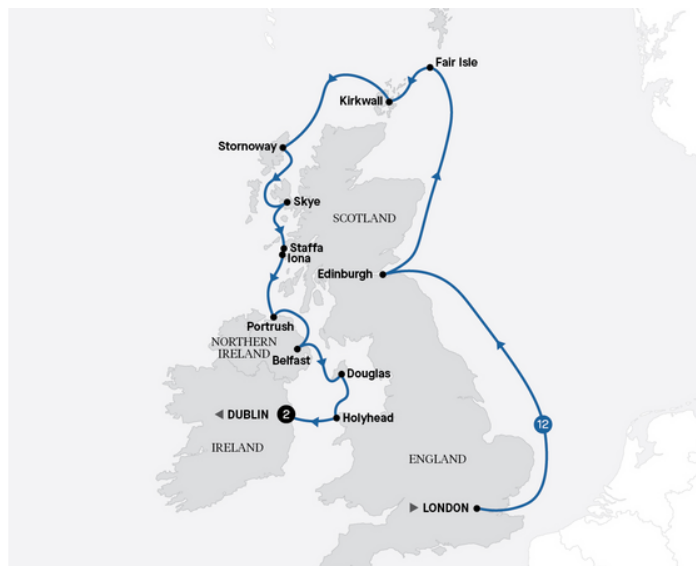 Fair Isle
Kirkwall
Stornoway
Skye
SCOTLAND
Staffa
Iona
Edinburgh
Portrush
NORTHERN
IRELAND
Belfast
Douglas
DUBLIN 2
Holyhead
12
IRELAND
ENGLAND
LONDON